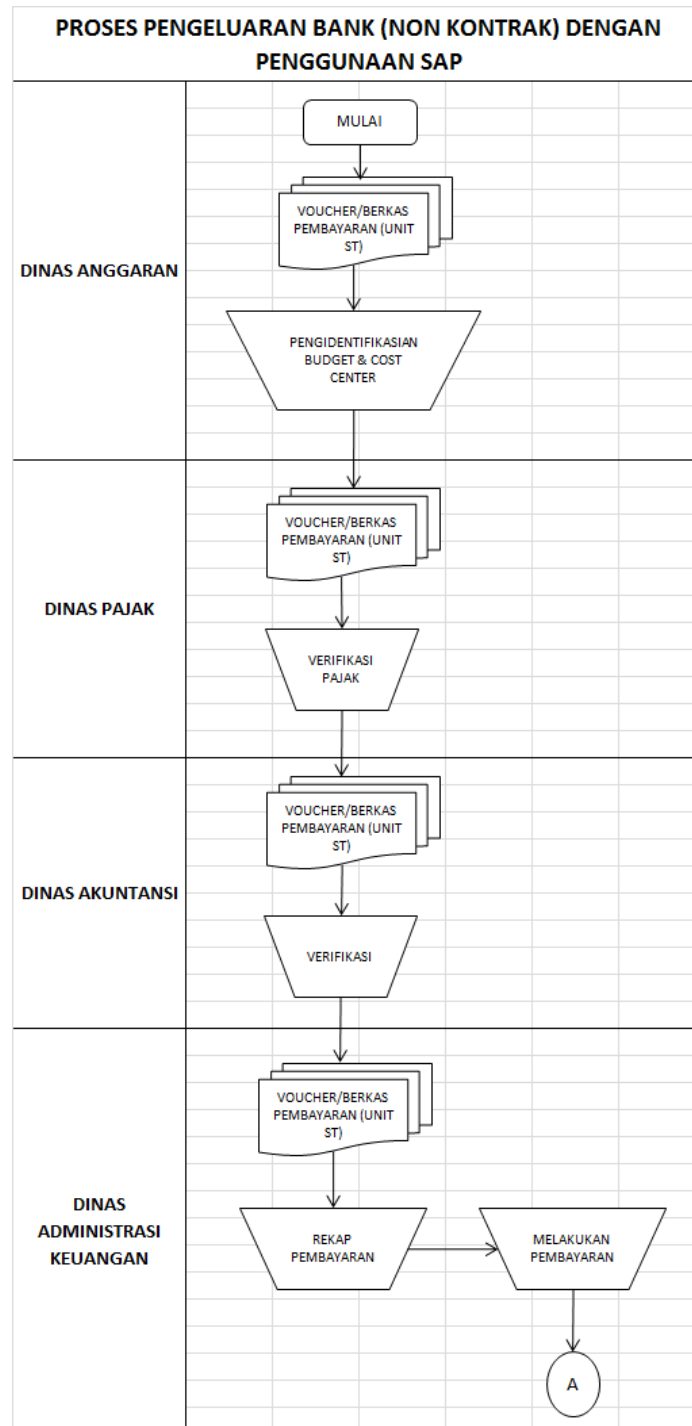 PROSES PENGELUARAN BANK (NON KONTRAK) DENGAN
PENGGUNAAN SAP
DINAS ANGGARAN
MULAI
VOUCHER/BERKAS
PEMBAYARAN (UNIT
ST)
PENGIDENTIFIKASIAN
BUDGET & COST
CENTER
DINAS PAJAK
VOUCHER/BERKAS
PEMBAYARAN (UNIT
ST)
VERIFIKASI
PAJAK
DINAS AKUNTANSI
VOUCHER/BERKAS
PEMBAYARAN (UNIT
ST)
VERIFIKASI
DINAS
ADMINISTRASI
KEUANGAN
VOUCHER/BERKAS
PEMBAYARAN (UNIT
ST)
REKAP
PEMBAYARAN
MELAKUKAN
PEMBAYARAN
A